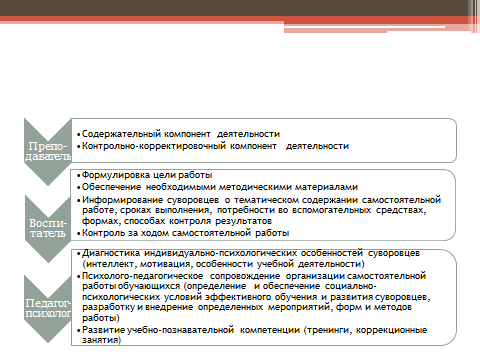 Препо-
даватель
•Содержательный компонент деятельности
•Контрольно-корректировочный компонент деятельности
Воспи-
татель
•Формулировка цели работы
•Обеспечение необходимыми методическими материалами
•Информирование суворовцев о тематическом содержании самостоятельной
работе, сроках выполнения, потребности во вспомогательных средствах,
формах, способах контроля результатов
•Контроль за ходом самостоятельной работы
Педагог-
психолог
•Диагностика индивидуально-психологических особенностей суворовцев
(интеллект, мотивация, особенности учебной деятельности)
•Психолого-педагогическое сопровождение организации самостоятельной
работы обучающихся (определение и обеспечение социально-
психологических условий эффективного обучения и развития суворовцев,
разработку и внедрение определенных мероприятий, форм и методов
работы)
•Развитие учебно-познавательной компетенции (тренинги, коррекционные
занятия)